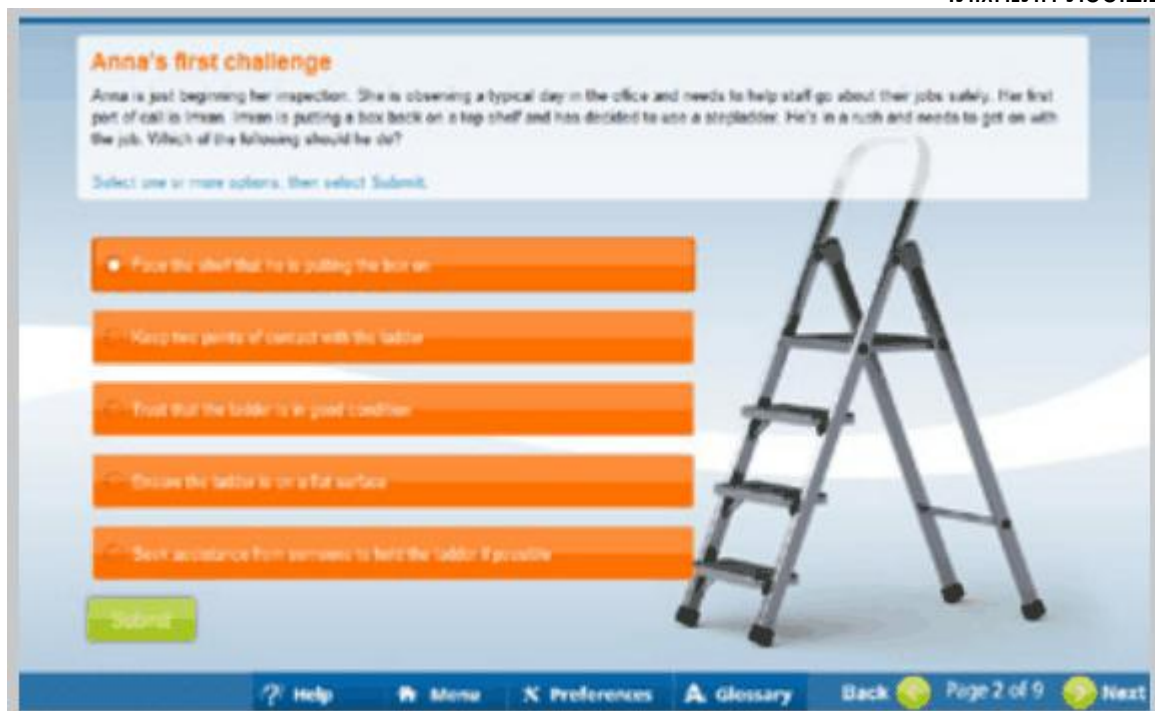 Anna's first challenge
Anna is just beginning her inspection. She is observing a typical day in the office and needs to help staff go about their jobs safely. Her first
port of call is Imran. Imran is putting a box back on a top shelf and has decided to use a stepladder. He's in a rush and needs to get on with
the job. Which of the following should he do?
Select one or more options, then select Submit.
Face the shelf that he is putting the box on
Keep two points of contact with the ladder
Trust that the ladder is in good condition
Ensure the ladder is on a flat surface
Seek assistance from someone to hold the ladder if possible
Submit
Help Menu Preferences Glossary Back Page 2 of 9 Next